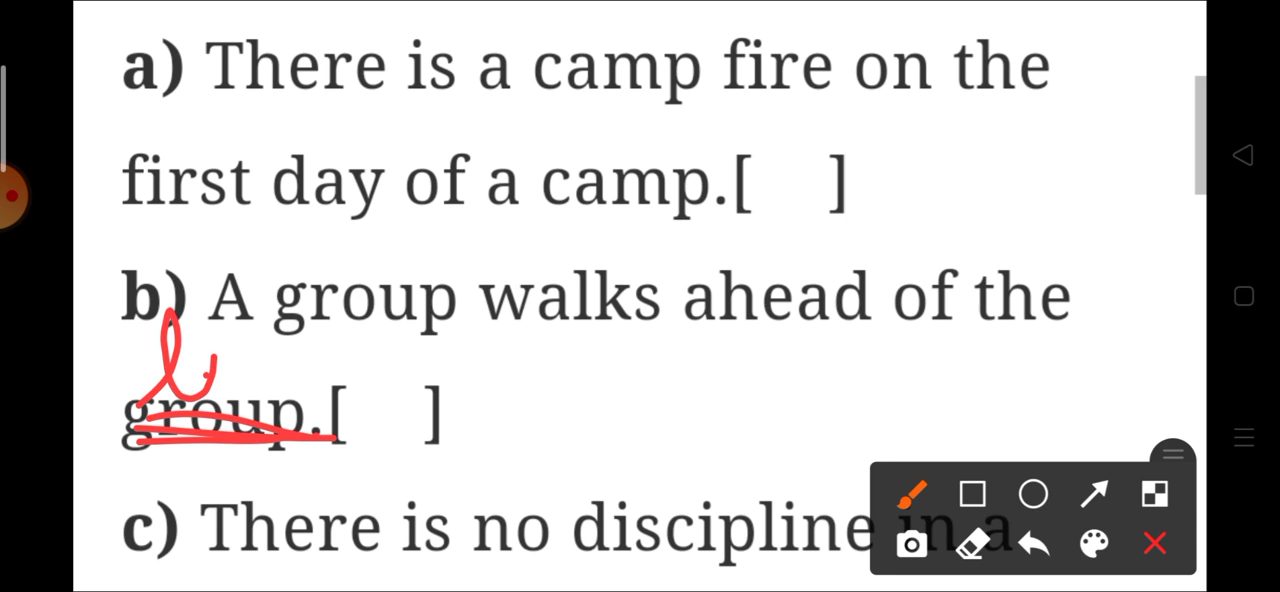 a) There is a camp fire on the
first day of a camp.[ ]
b) A group walks ahead of the
group.[ ]
c) There is no discipline in a